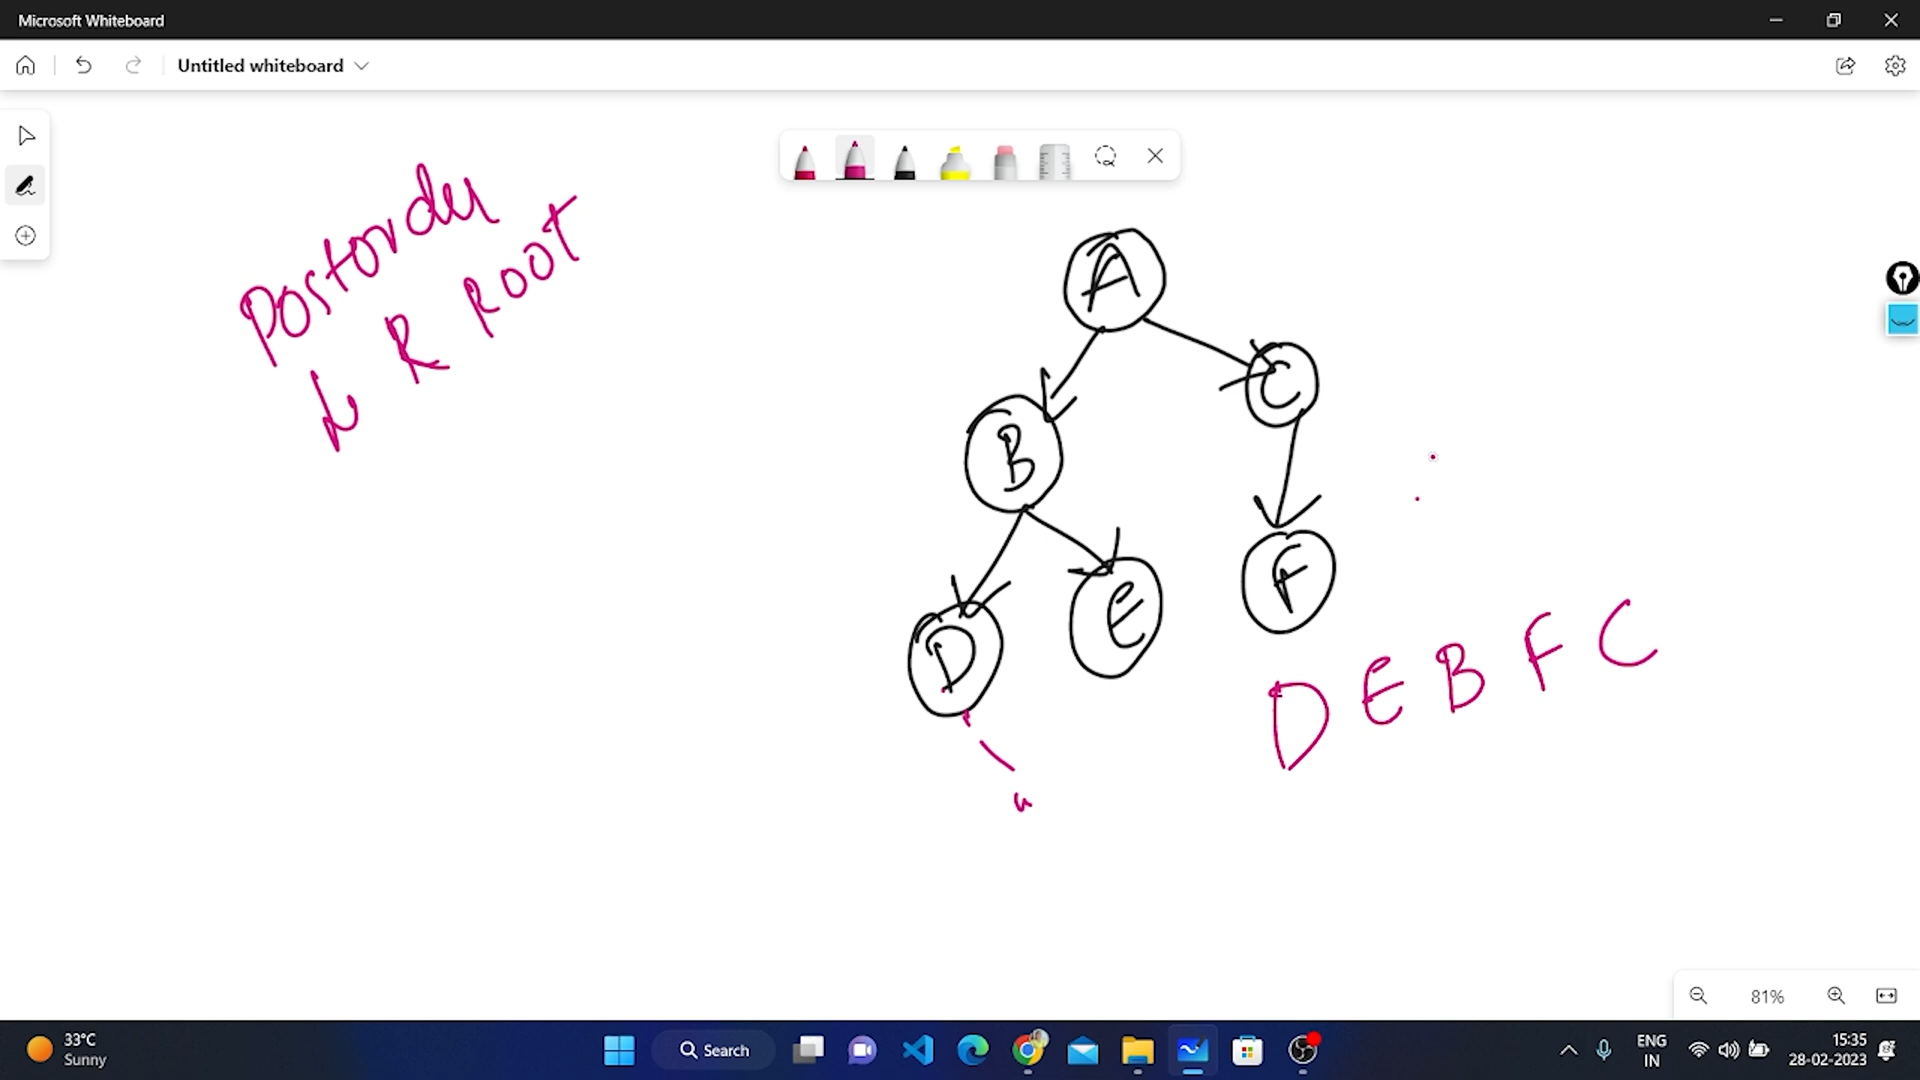 Microsoft Whiteboard
Untitled whiteboard
Postorder
L R Root
A
B
C
D
E
F
D E B F C
81%
33°C
Sunny
Search
ENG
IN
15:35
28-02-2023